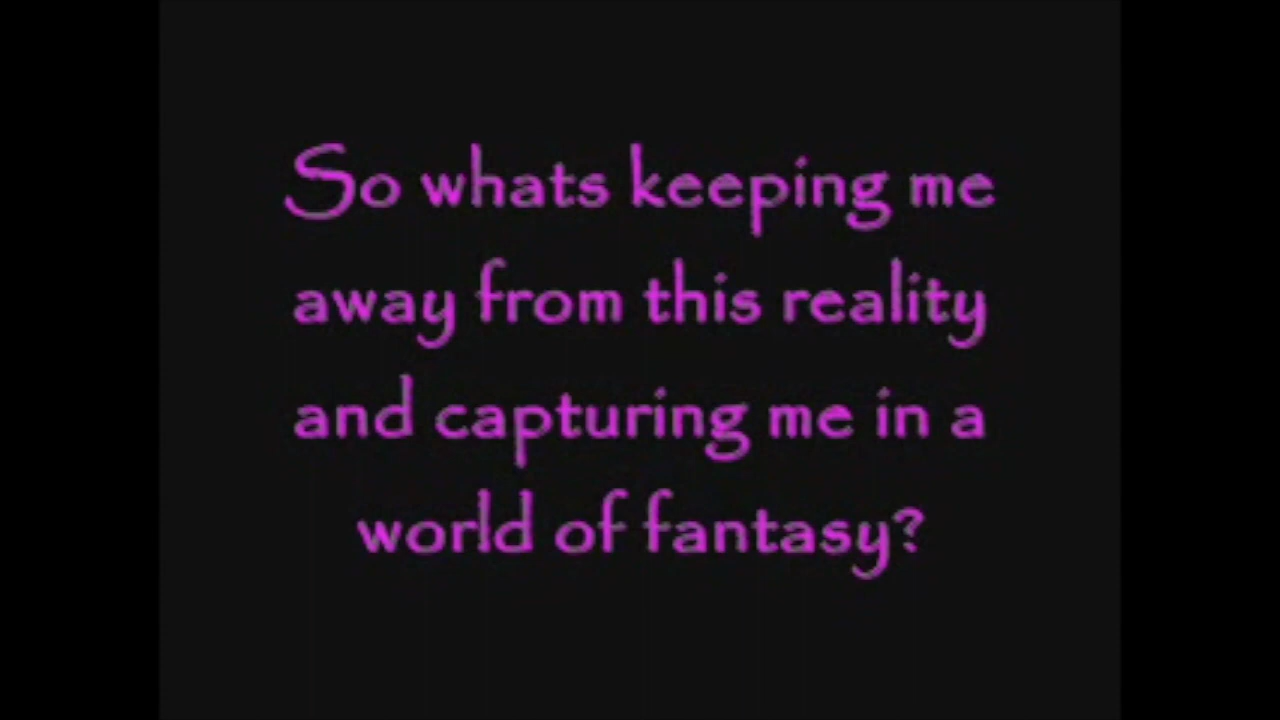 So whats keeping me
away from this reality
and capturing me in a
world of fantasy?